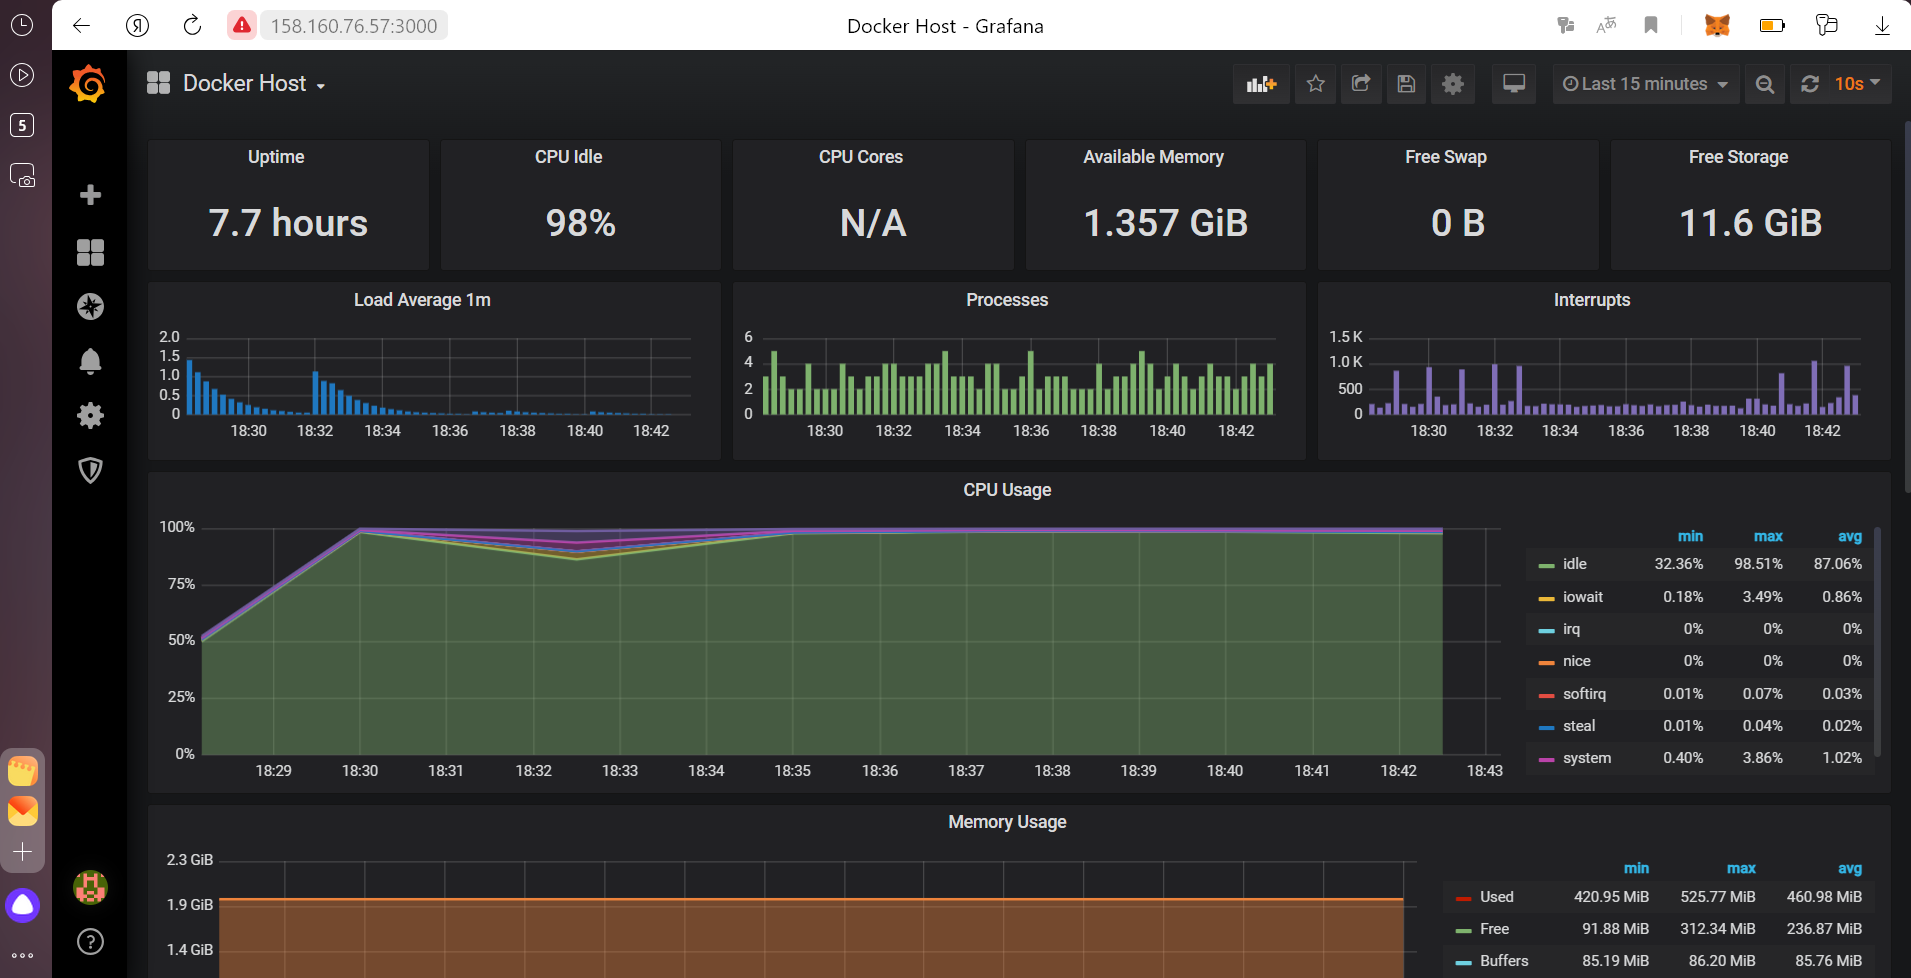 Я
158.160.76.57:3000
Docker Host - Grafana
5
Docker Host
Last 15 minutes
10s
Uptime
7.7 hours
CPU Idle
98%
CPU Cores
N/A
Available Memory
1.357 GiB
Free Swap
0 B
Free Storage
11.6 GiB
Load Average 1m
2.0
1.5
1.0
0.5
0
18:30 18:32 18:34 18:36 18:38 18:40 18:42
Processes
6
4
2
0
18:30 18:32 18:34 18:36 18:38 18:40 18:42
Interrupts
1.5 K
1.0 K
500
0
18:30 18:32 18:34 18:36 18:38 18:40 18:42
CPU Usage
100%
75%
50%
25%
0%
18:29 18:30 18:31 18:32 18:33 18:34 18:35 18:36 18:37 18:38 18:39 18:40 18:41 18:42 18:43
min max avg
idle 32.36% 98.51% 87.06%
iowait 0.18% 3.49% 0.86%
irq 0% 0% 0%
nice 0% 0% 0%
softirq 0.01% 0.07% 0.03%
steal 0.01% 0.04% 0.02%
system 0.40% 3.86% 1.02%
Memory Usage
2.3 GiB
1.9 GiB
1.4 GiB
min max avg
Used 420.95 MiB 525.77 MiB 460.98 MiB
Free 91.88 MiB 312.34 MiB 236.87 MiB
Buffers 85.19 MiB 86.20 MiB 85.76 MiB